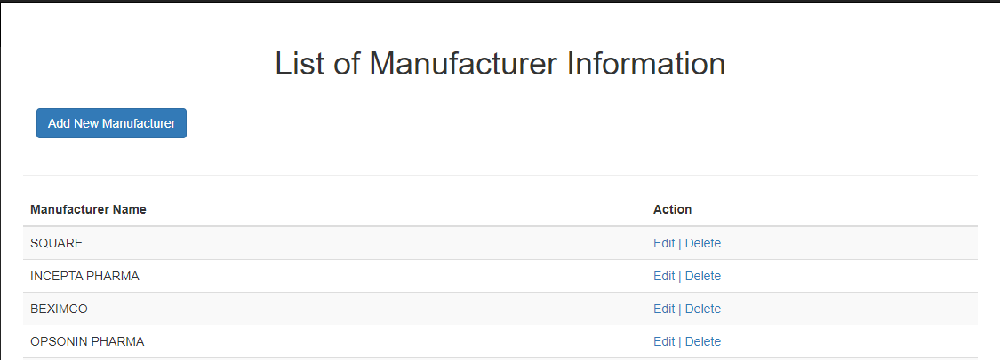 List of Manufacturer Information
Add New Manufacturer
Manufacturer Name Action
SQUARE Edit | Delete
INCEPTA PHARMA Edit | Delete
BEXIMCO Edit | Delete
OPSONIN PHARMA Edit | Delete